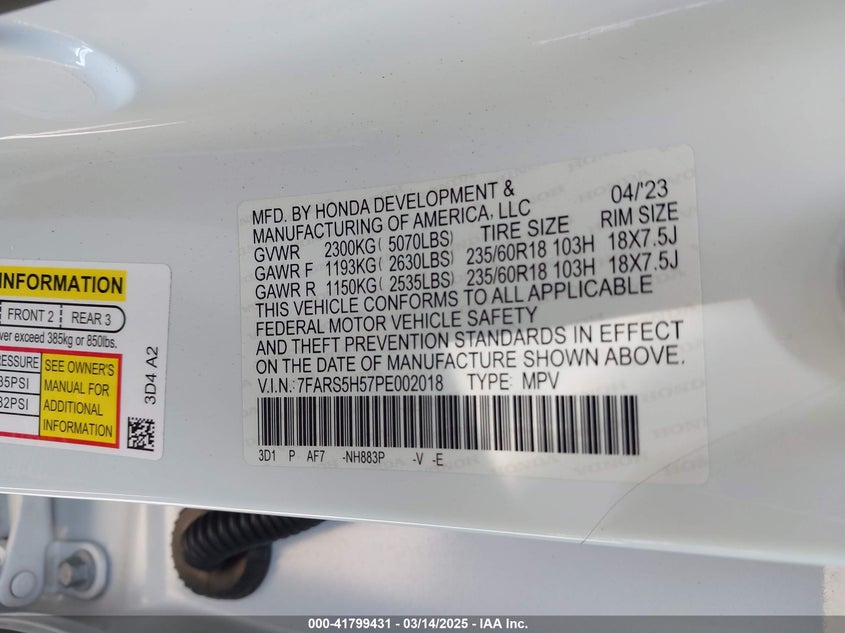 MFD. BY HONDA DEVELOPMENT & 04/'23
MANUFACTURING OF AMERICA, LLC
TIRE SIZE RIM SIZE
GVWR 2300KG( 5070LBS)
GAWR F 1193KG( 2630LBS) 235/60R18 103H 18X7.5J
GAWR R 1150KG( 2535LBS) 235/60R18 103H 18X7.5J
THIS VEHICLE CONFORMS TO ALL APPLICABLE
FEDERAL MOTOR VEHICLE SAFETY
AND THEFT PREVENTION STANDARDS IN EFFECT
ON THE DATE OF MANUFACTURE SHOWN ABOVE.
V.I.N.: 7FARS5H57PE002018 TYPE: MPV
3D1 P AF7 -NH883P -V -E
INFORMATION
FRONT 2 REAR 3
exceed 385kg or 850lbs.
SEE OWNER'S
MANUAL FOR
ADDITIONAL
INFORMATION
3D4 A2
000-41799431 - 03/14/2025 - IAA Inc.